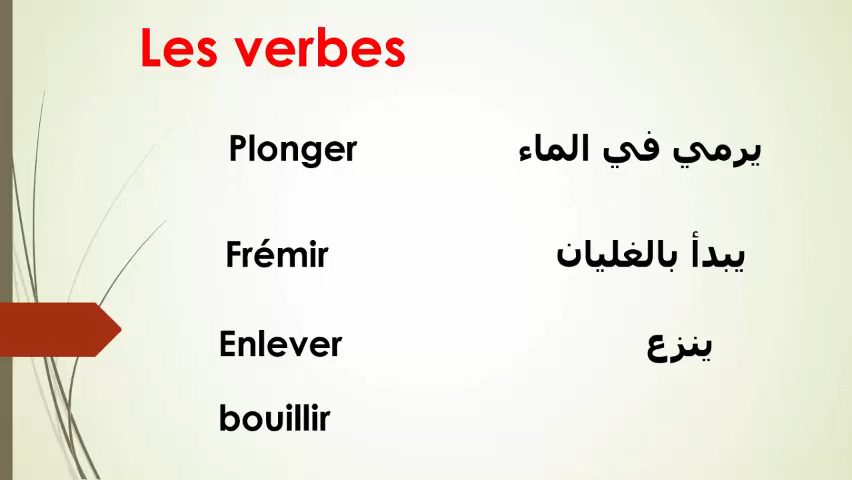 Les verbes
Plonger يرمي في الماء
Frémir يبدأ بالغليان
Enlever ينزع
bouillir